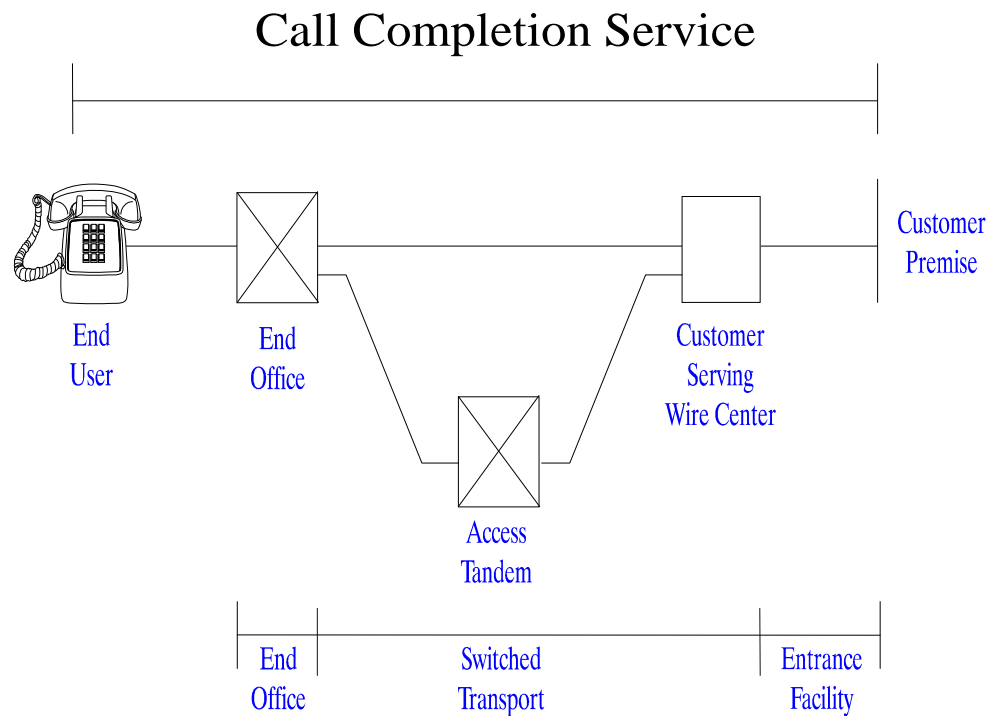 Call Completion Service
Customer
Premise
End
User
End
Office
Customer
Serving
Wire Center
Access
Tandem
End
Office
Switched
Transport
Entrance
Facility